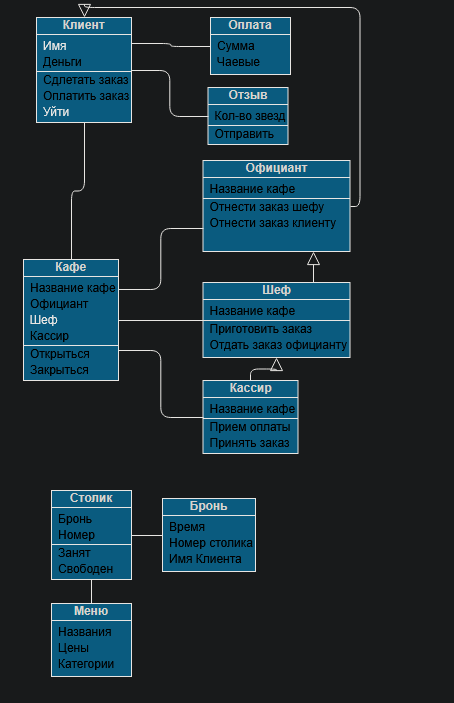 Клиент
Имя
Деньги
Сдлетать заказ
Оплатить заказ
Уйти
Оплата
Сумма
Чаевые
Отзыв
Кол-во звезд
Отправить
Официант
Название кафе
Отнести заказ шефу
Отнести заказ клиенту
Кафе
Название кафе
Официант
Шеф
Кассир
Открыться
Закрыться
Шеф
Название кафе
Приготовить заказ
Отдать заказ официанту
Кассир
Название кафе
Прием оплаты
Принять заказ
Столик
Бронь
Номер
Занят
Свободен
Бронь
Время
Номер столика
Имя Клиента
Меню
Названия
Цены
Категории